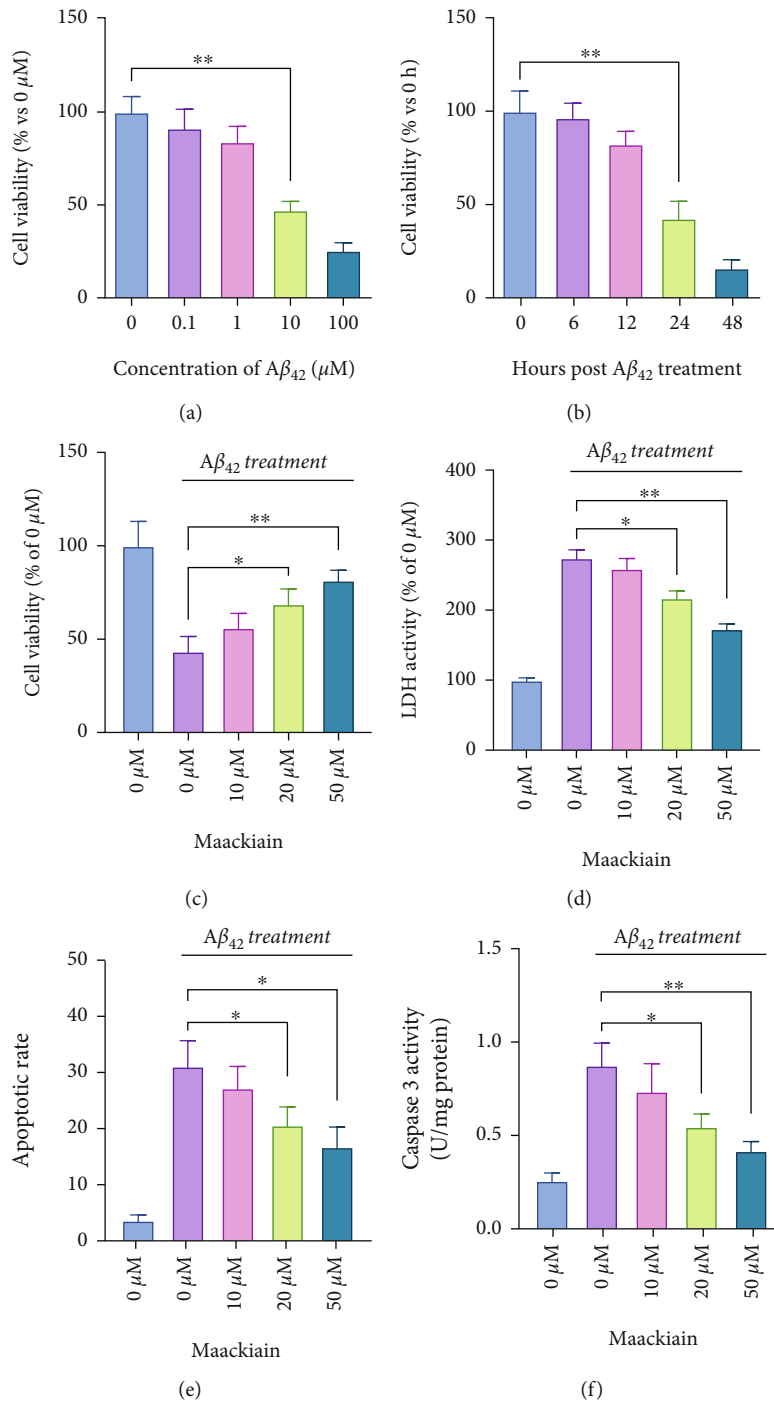 Cell viability (% vs 0 μM)
150
100
50
0
**
0 0.1 1 10 100
Concentration of Aβ42 (μM)
(a)
Cell viability (% vs 0 h)
150
100
50
0
**
0 6 12 24 48
Hours post Aβ42 treatment
(b)
Cell viability (% of 0 μM)
150
100
50
0
Aβ42 treatment
**
*
0 μM 0 μM 10 μM 20 μM 50 μM
Maackiain
(c)
LDH activity (% of 0 μM)
400
300
200
100
0
Aβ42 treatment
**
*
0 μM 0 μM 10 μM 20 μM 50 μM
Maackiain
(d)
Apoptotic rate
50
40
30
20
10
0
Aβ42 treatment
*
*
0 μM 0 μM 10 μM 20 μM 50 μM
Maackiain
(e)
Caspase 3 activity
(U/mg protein)
1.5
1.0
0.5
0.0
Aβ42 treatment
**
*
0 μM 0 μM 10 μM 20 μM 50 μM
Maackiain
(f)